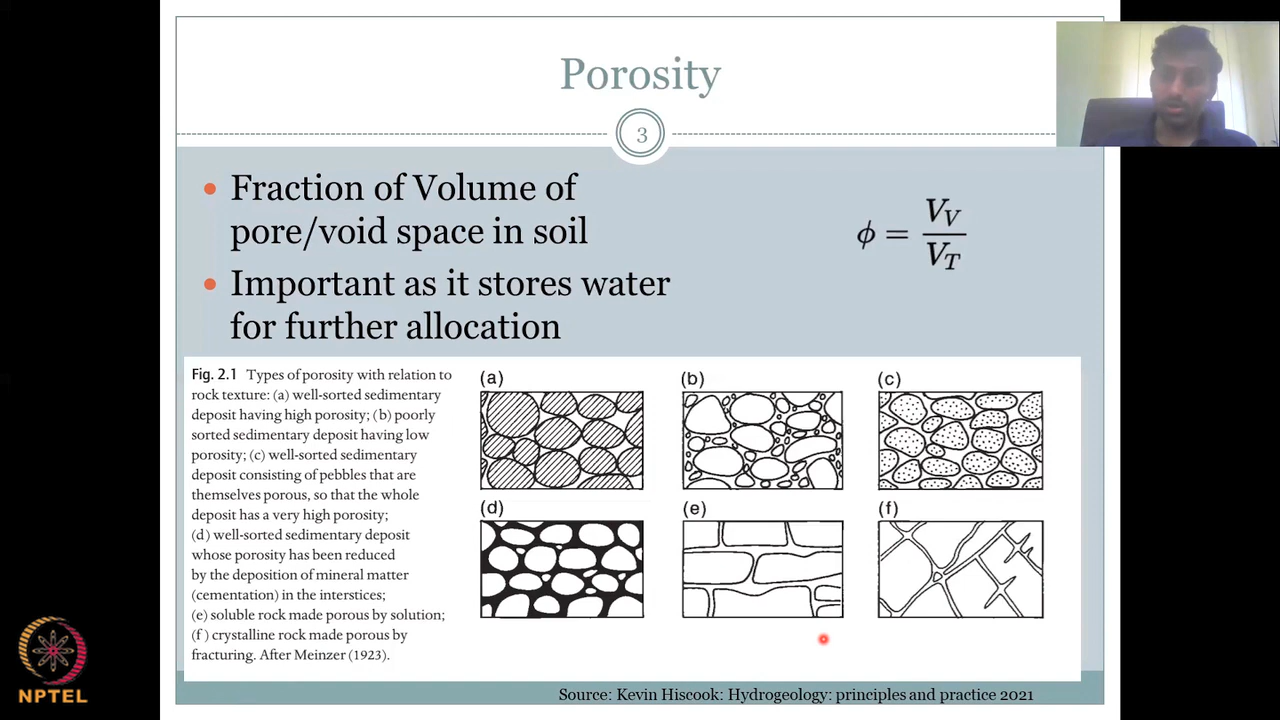 Porosity
3
• Fraction of Volume of
pore/void space in soil
• Important as it stores water
for further allocation
ϕ = V_V / V_T
Fig. 2.1 Types of porosity with relation to
rock texture: (a) well-sorted sedimentary
deposit having high porosity; (b) poorly
sorted sedimentary deposit having low
porosity; (c) well-sorted sedimentary
deposit consisting of pebbles that are
themselves porous, so that the whole
deposit has a very high porosity;
(d) well-sorted sedimentary deposit
whose porosity has been reduced
by the deposition of mineral matter
(cementation) in the interstices;
(e) soluble rock made porous by solution;
(f) crystalline rock made porous by
fracturing. After Meinzer (1923).
(a) (b) (c)
(d) (e) (f)
Source: Kevin Hiscook: Hydrogeology: principles and practice 2021
NPTEL